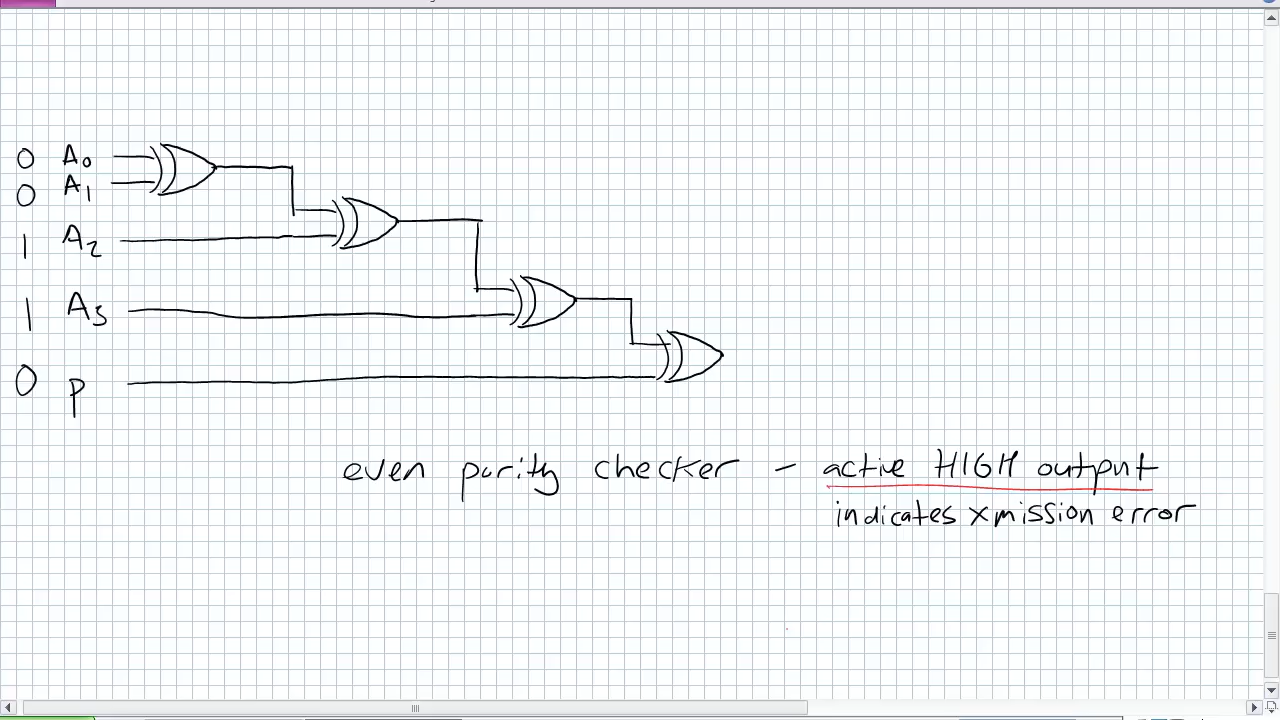 0 A0
0 A1
1 A2
1 A3
0 P
even parity checker – active HIGH output
indicates xmission error